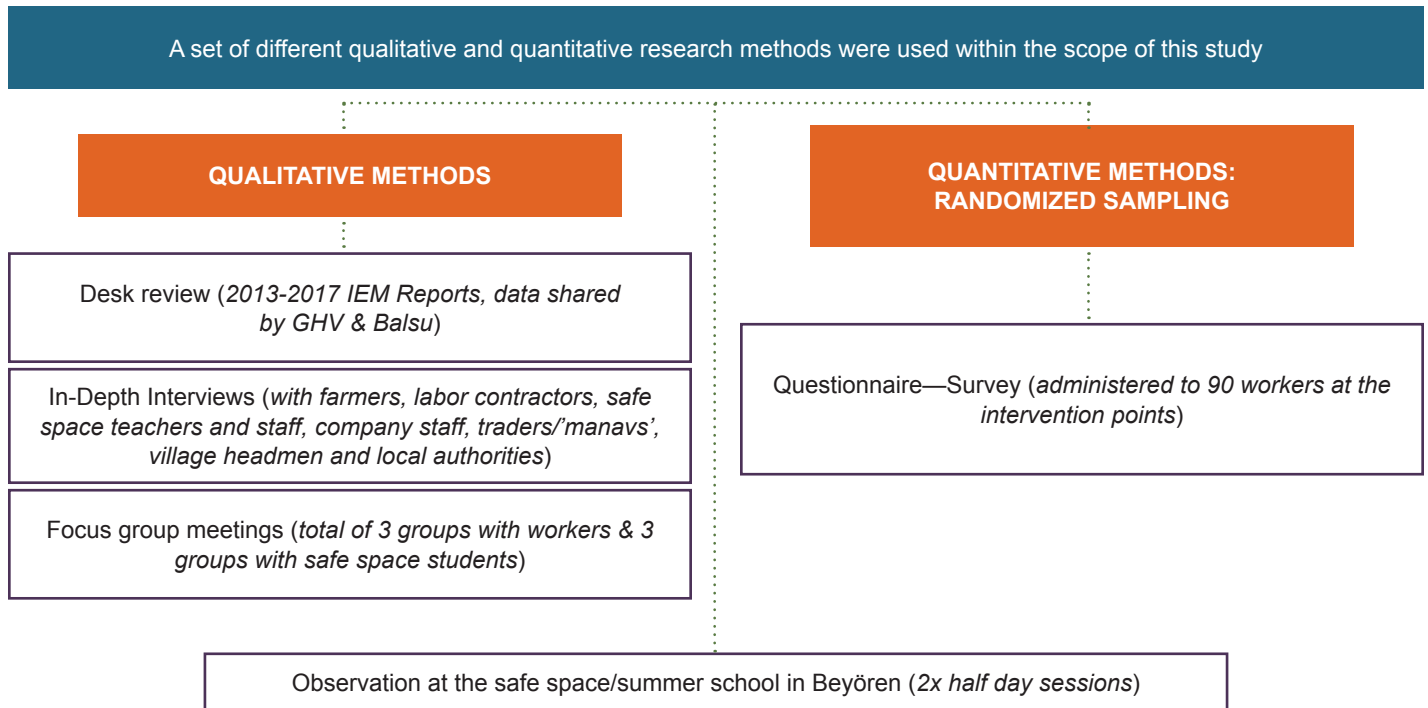 A set of different qualitative and quantitative research methods were used within the scope of this study
QUALITATIVE METHODS
Desk review (2013-2017 IEM Reports, data shared
by GHV & Balsu)
In-Depth Interviews (with farmers, labor contractors, safe
space teachers and staff, company staff, traders/'manavs',
village headmen and local authorities)
Focus group meetings (total of 3 groups with workers & 3
groups with safe space students)
QUANTITATIVE METHODS:
RANDOMIZED SAMPLING
Questionnaire—Survey (administered to 90 workers at the
intervention points)
Observation at the safe space/summer school in Beyören (2x half day sessions)